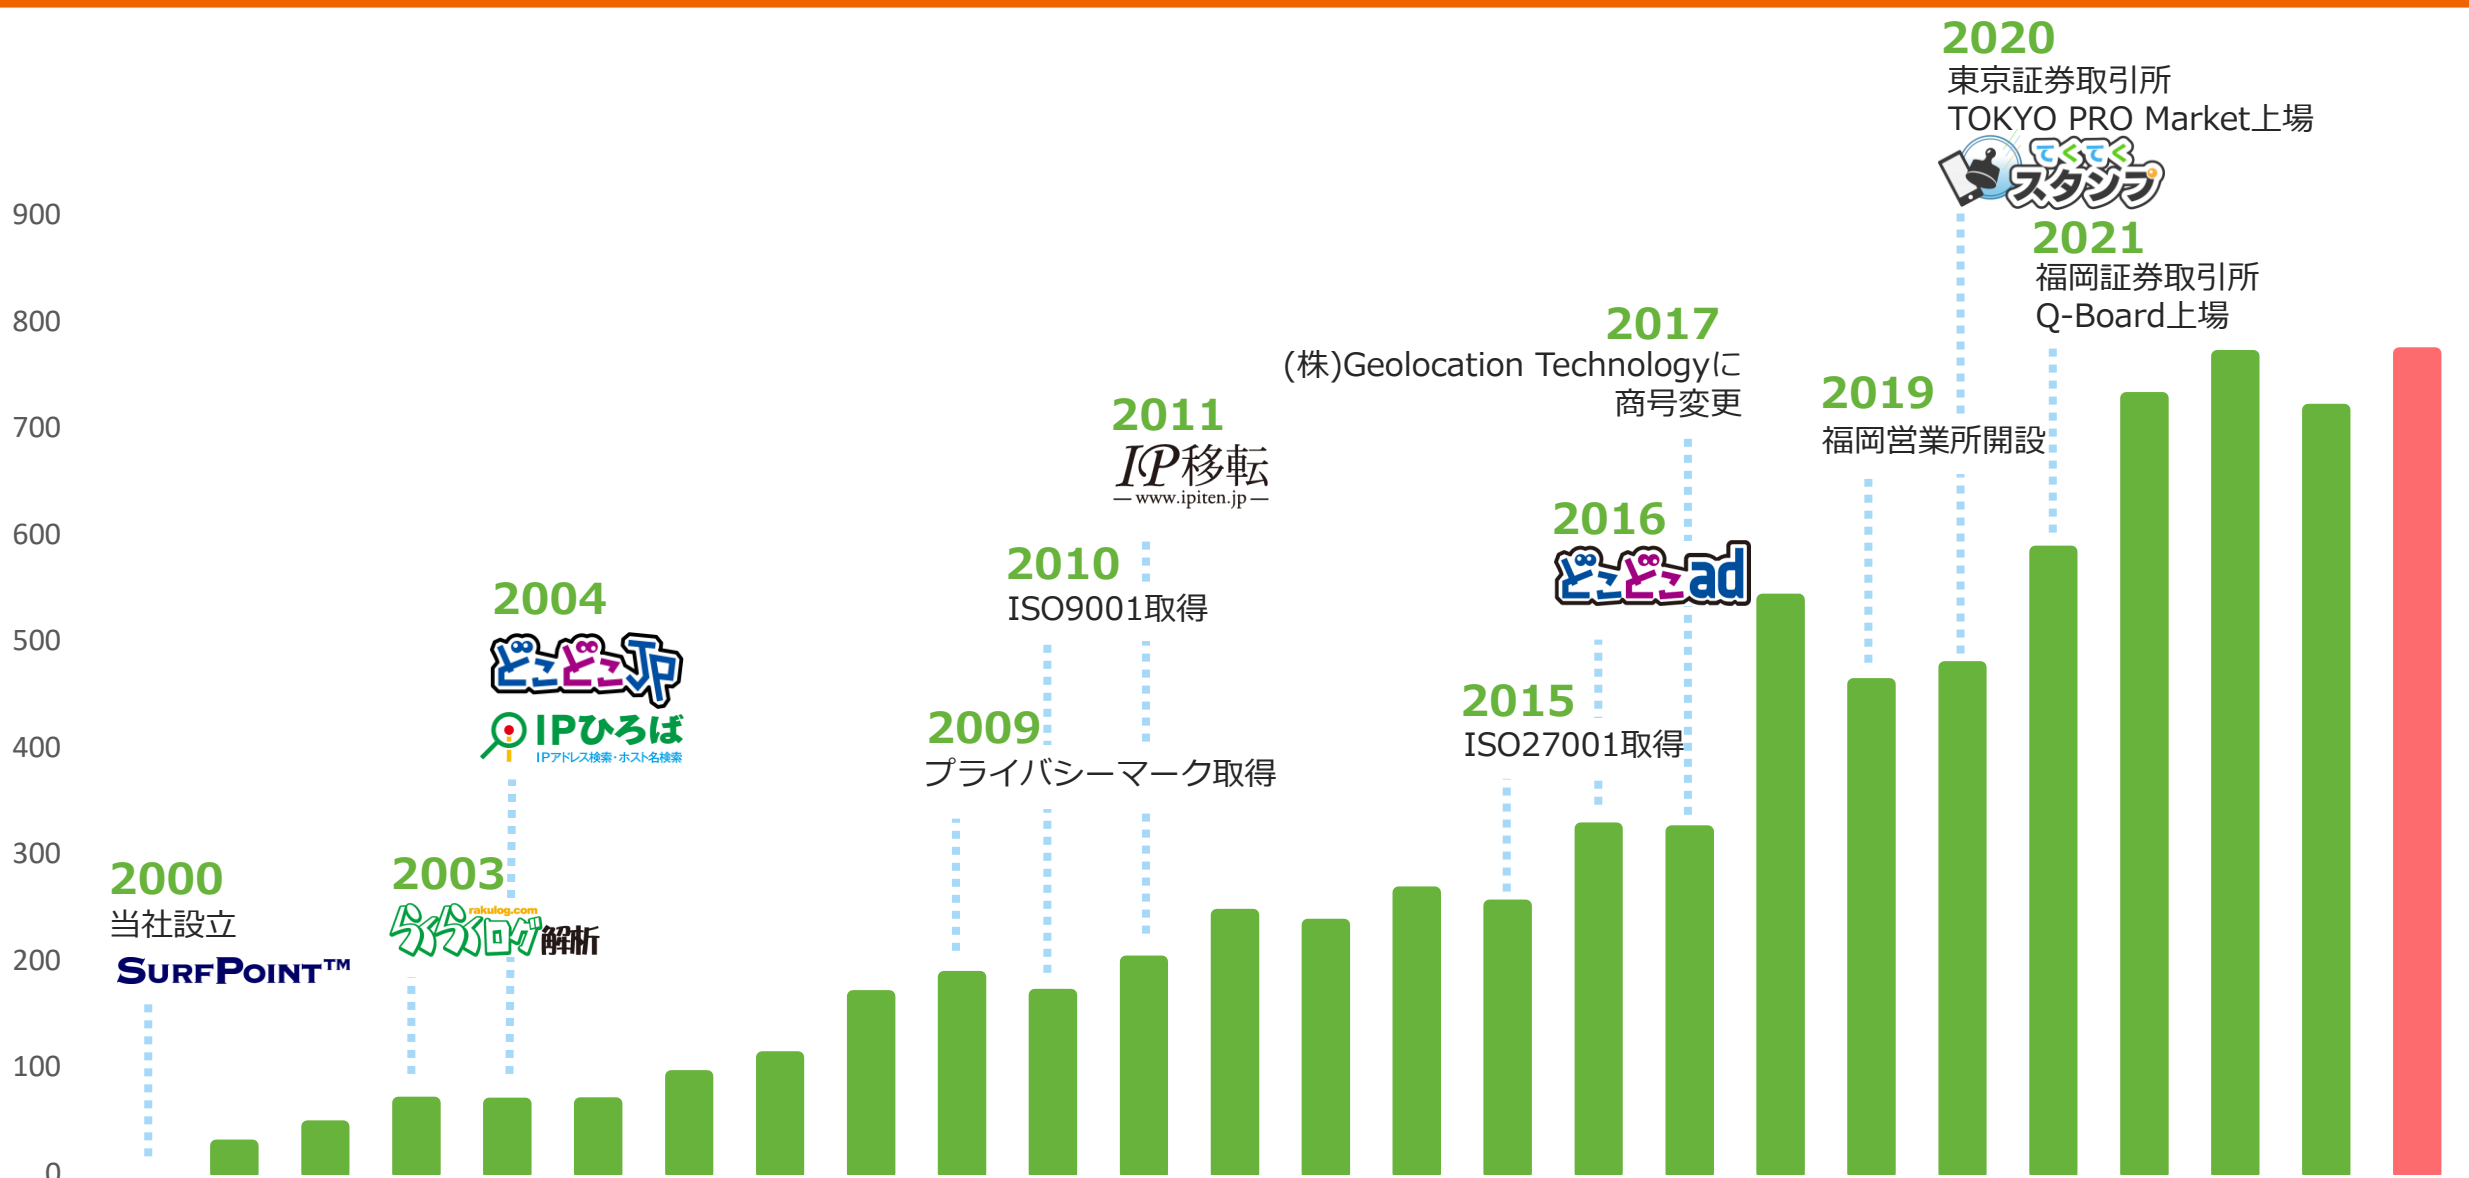 2020
東京証券取引所
TOKYO PRO Market上場
てくてく
スタンプ
2021
福岡証券取引所
Q-Board上場
2017
(株)Geolocation Technologyに
商号変更
2019
福岡営業所開設
2011
IP移転
www.ipiten.jp
2016
どこどこad
2010
ISO9001取得
2004
どこどこJP
IPひろば
IPアドレス検索・ホスト名検索
2015
ISO27001取得
2009
プライバシーマーク取得
2003
rakulog.com
らくらくログ解析
2000
当社設立
SURFPOINT™
900
800
700
600
500
400
300
200
100
0